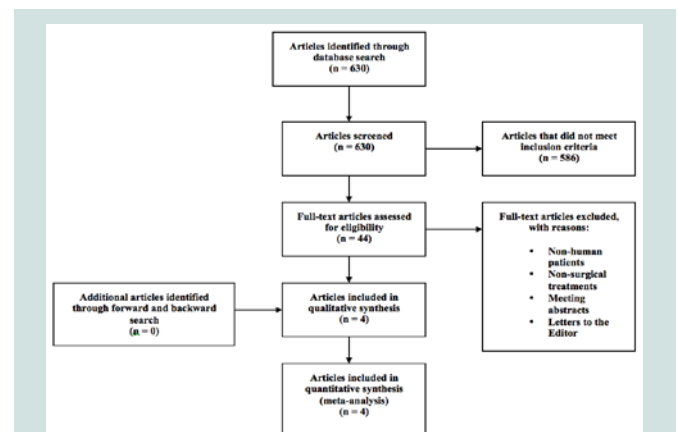 Articles identified through
database search
(n = 630)
Articles screened
(n = 630)
Articles that did not meet
inclusion criteria
(n = 586)
Full-text articles assessed
for eligibility
(n = 44)
Full-text articles excluded,
with reasons:
• Non-human
patients
• Non-surgical
treatments
• Meeting
abstracts
• Letters to the
Editor
Additional articles identified
through forward and backward
search
(n = 0)
Articles included in
qualitative synthesis
(n = 4)
Articles included in
quantitative synthesis
(meta-analysis)
(n = 4)